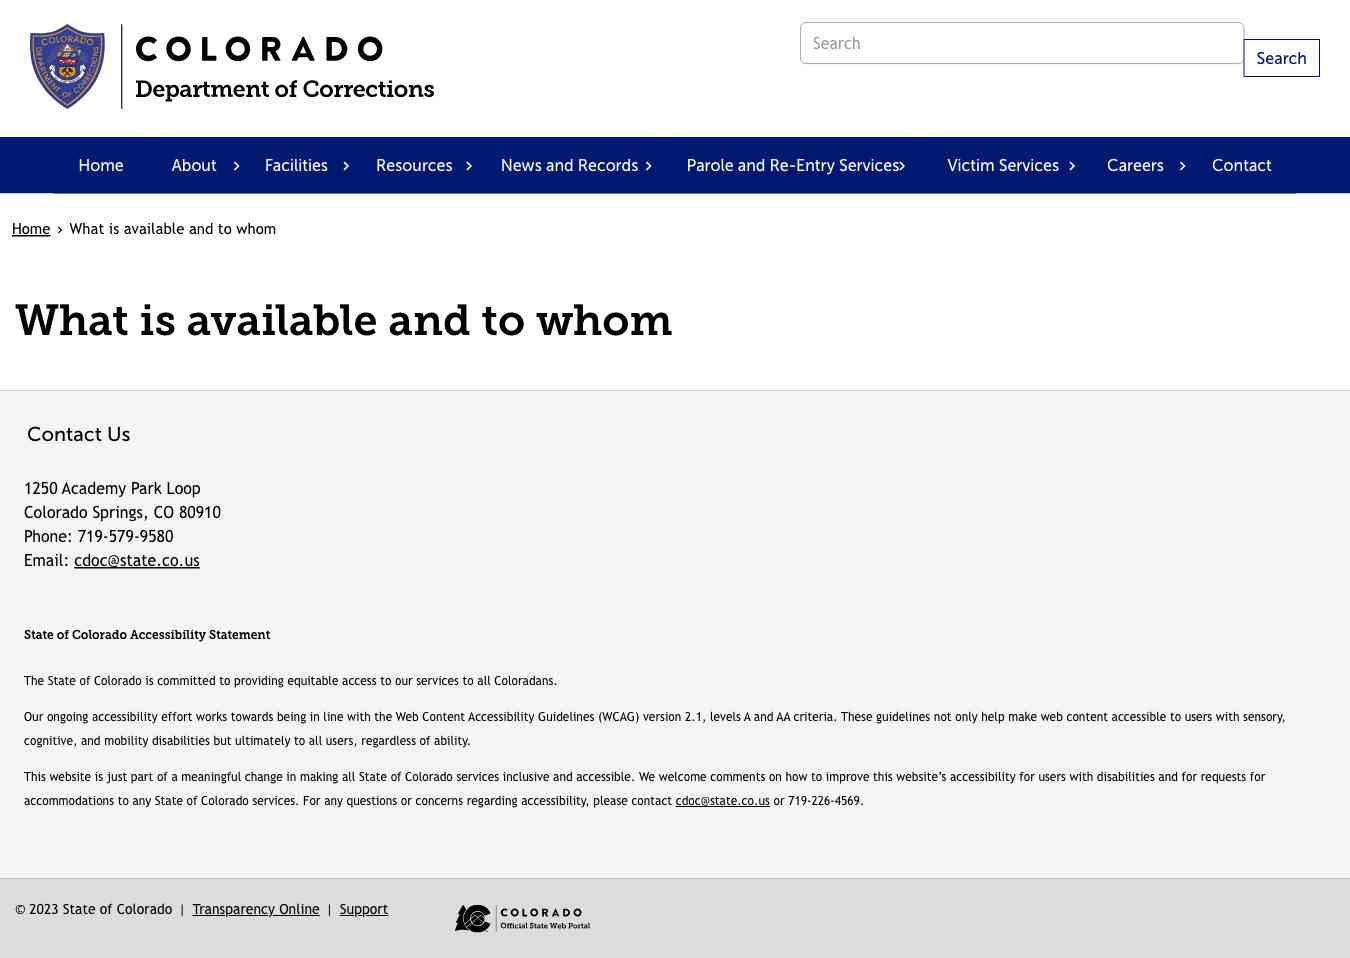 COLORADO
Department of Corrections
Search
Search
Home
About
Facilities
Resources
News and Records
Parole and Re-Entry Services
Victim Services
Careers
Contact
Home › What is available and to whom
What is available and to whom
Contact Us
1250 Academy Park Loop
Colorado Springs, CO 80910
Phone: 719-579-9580
Email: cdoc@state.co.us
State of Colorado Accessibility Statement
The State of Colorado is committed to providing equitable access to our services to all Coloradans.
Our ongoing accessibility effort works towards being in line with the Web Content Accessibility Guidelines (WCAG) version 2.1, levels A and AA criteria. These guidelines not only help make web content accessible to users with sensory,
cognitive, and mobility disabilities but ultimately to all users, regardless of ability.
This website is just part of a meaningful change in making all State of Colorado services inclusive and accessible. We welcome comments on how to improve this website’s accessibility for users with disabilities and for requests for
accommodations to any State of Colorado services. For any questions or concerns regarding accessibility, please contact cdoc@state.co.us or 719-226-4569.
© 2023 State of Colorado | Transparency Online | Support
COLORADO
Official State Web Portal